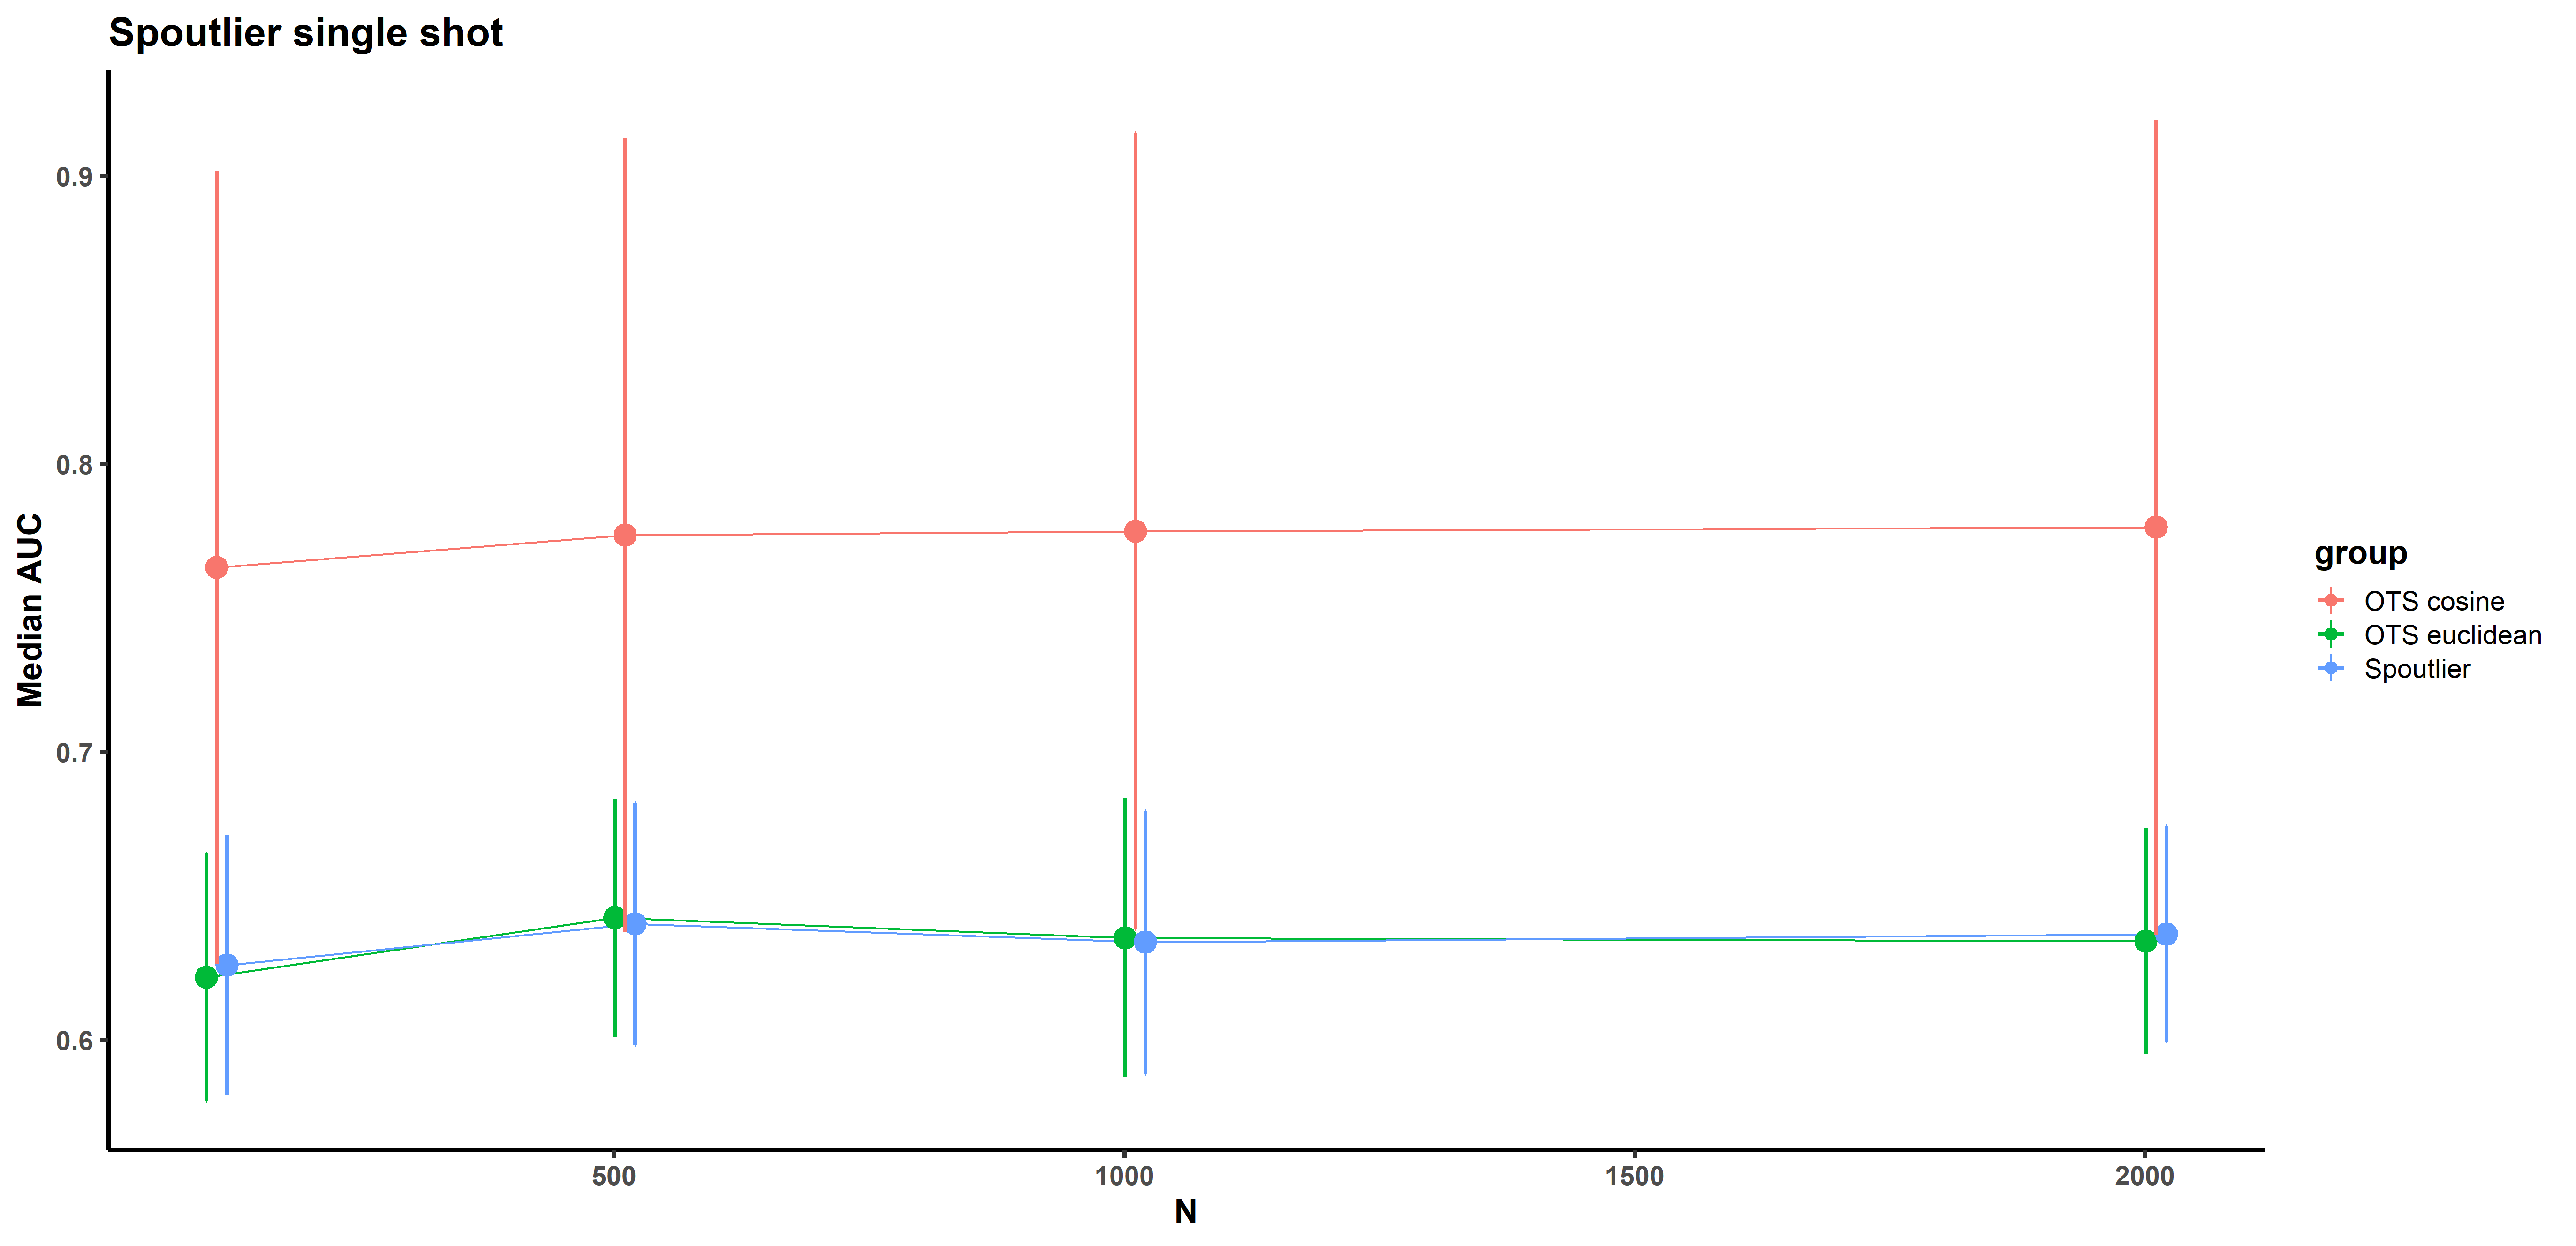 Spoutlier single shot
Median AUC
0.9
0.8
0.7
0.6
500
1000
1500
2000
N
group
OTS cosine
OTS euclidean
Spoutlier